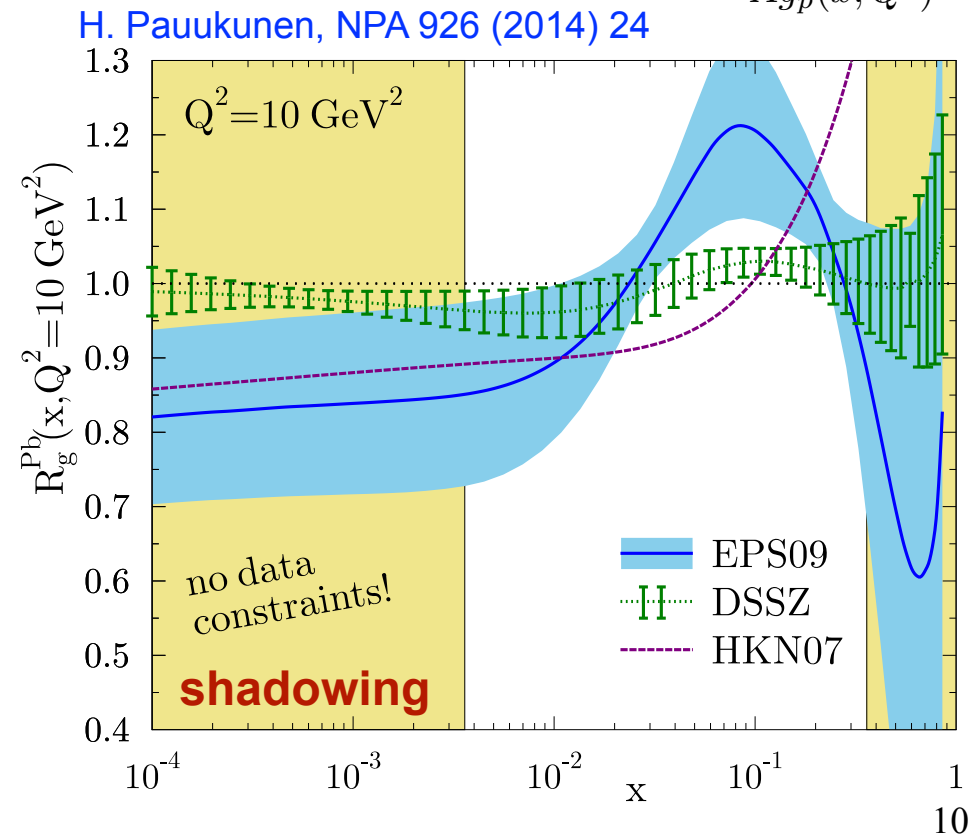 H. Pauukunen, NPA 926 (2014) 24
Q²=10 GeV²
R_g^Pb(x,Q²=10 GeV²)
1.3
1.2
1.1
1.0
0.9
0.8
0.7
0.6
0.5
0.4
no data
constraints!
shadowing
EPS09
DSSZ
HKN07
10⁻⁴ 10⁻³ 10⁻² 10⁻¹ 1
x
10